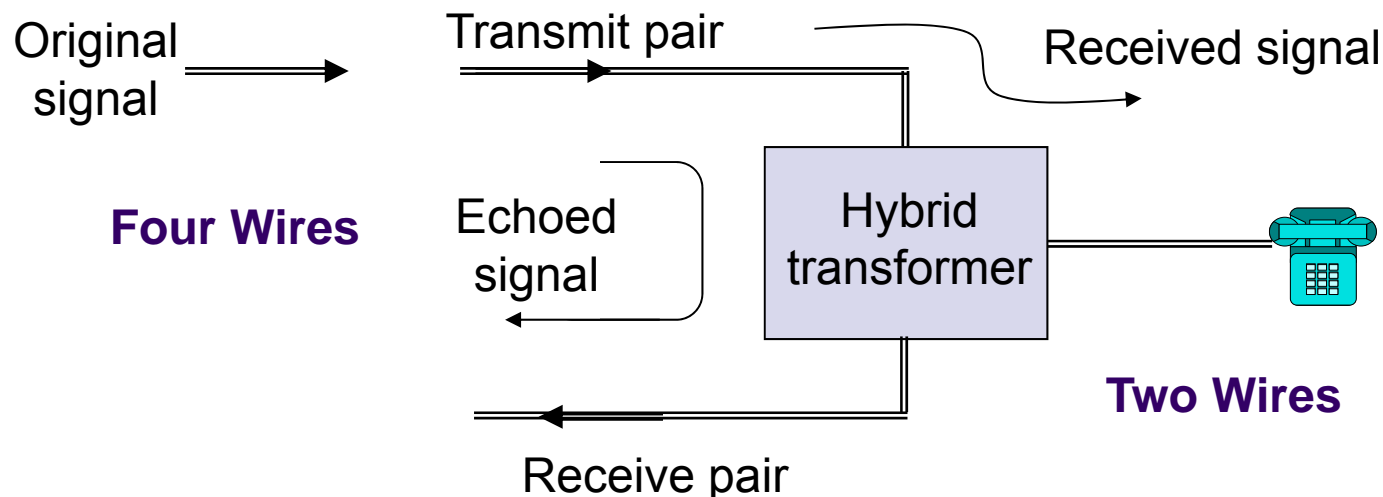 Original
signal
Transmit pair
Received signal
Four Wires
Echoed
signal
Hybrid
transformer
Two Wires
Receive pair